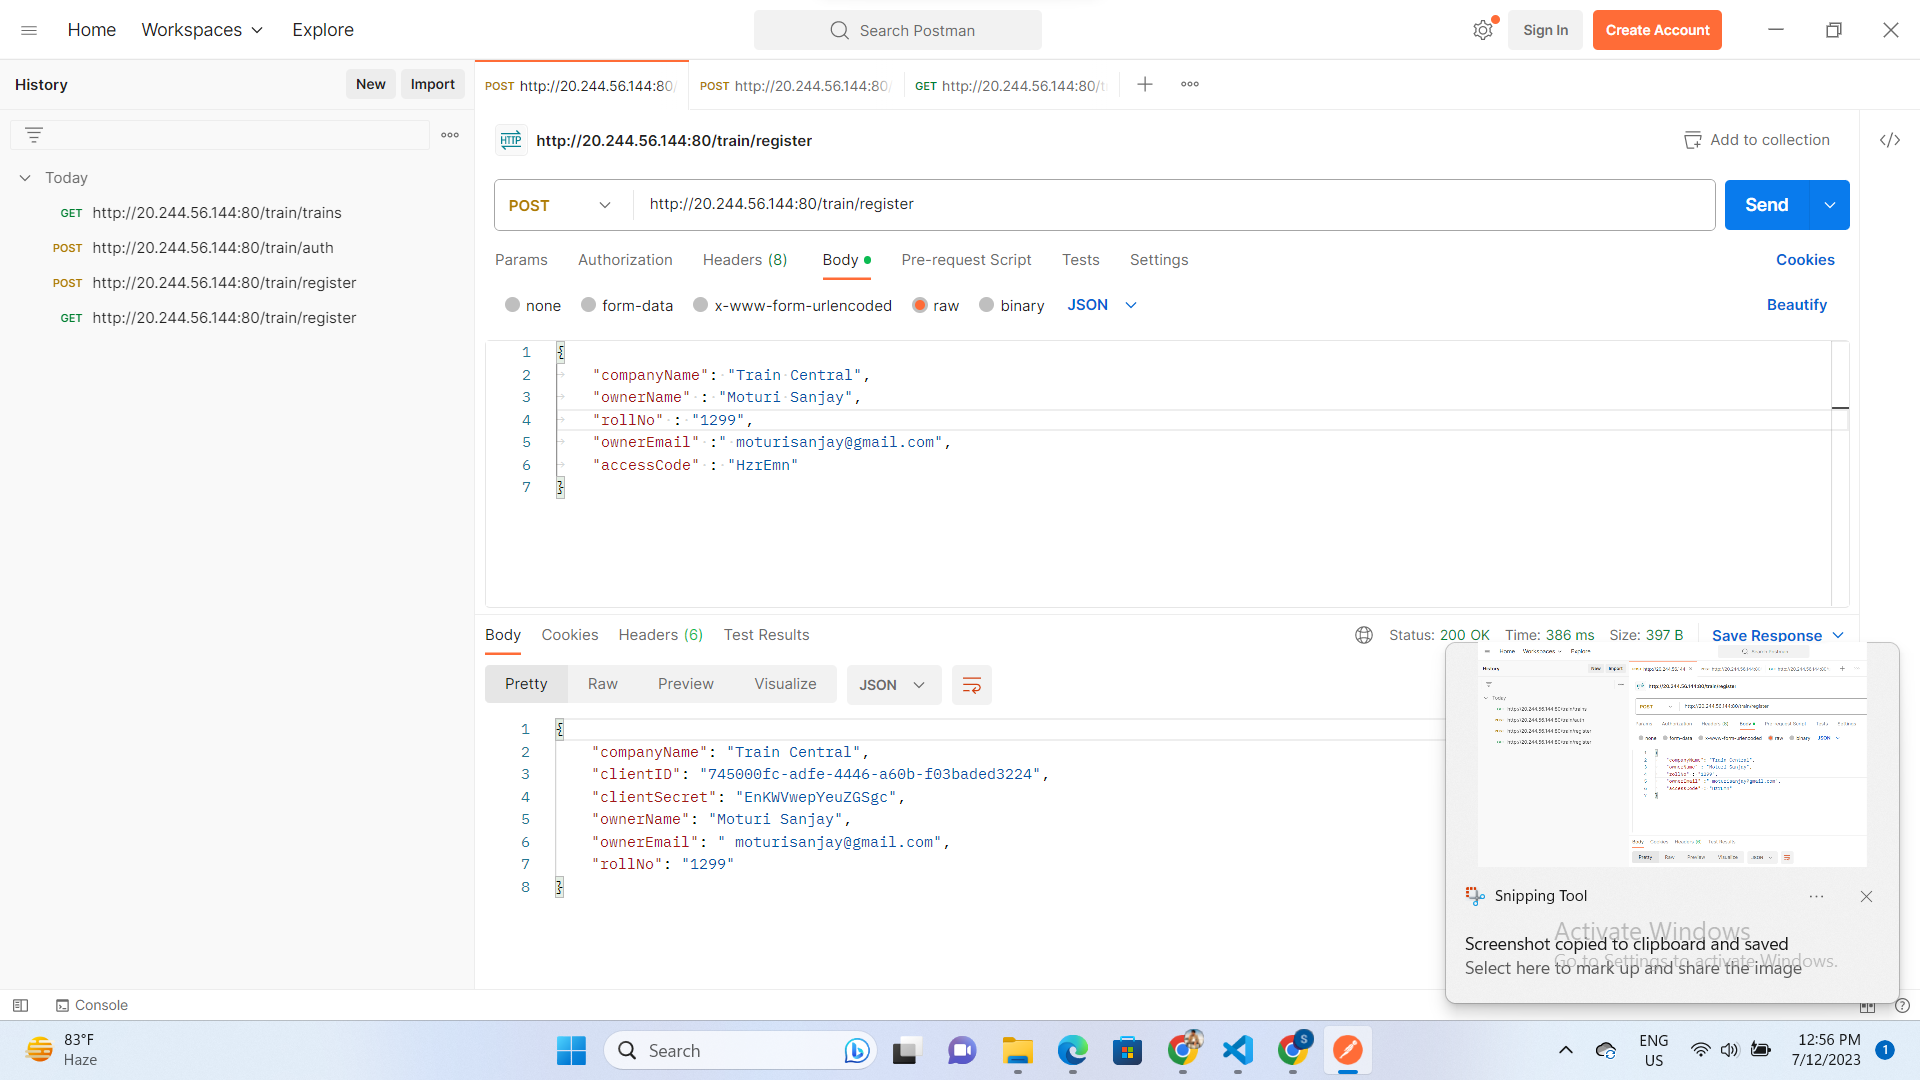 Home Workspaces Explore Search Postman Sign In Create Account
History New Import
POST http://20.244.56.144:80/ POST http://20.244.56.144:80/ GET http://20.244.56.144:80/t
HTTP http://20.244.56.144:80/train/register Add to collection </>
Today
GET http://20.244.56.144:80/train/trains
POST http://20.244.56.144:80/train/auth
POST http://20.244.56.144:80/train/register
GET http://20.244.56.144:80/train/register
POST http://20.244.56.144:80/train/register Send
Params Authorization Headers (8) Body Pre-request Script Tests Settings Cookies
none form-data x-www-form-urlencoded raw binary JSON Beautify
1 {
2 "companyName": "Train Central",
3 "ownerName" : "Moturi Sanjay",
4 "rollNo" : "1299",
5 "ownerEmail" :" moturisanjay@gmail.com",
6 "accessCode" : "HzrEmn"
7 }
Body Cookies Headers (6) Test Results Status: 200 OK Time: 386 ms Size: 397 B Save Response
Pretty Raw Preview Visualize JSON
1 {
2 "companyName": "Train Central",
3 "clientID": "745000fc-adfe-4446-a60b-f03baded3224",
4 "clientSecret": "EnKWVwepYeuZGSgc",
5 "ownerName": "Moturi Sanjay",
6 "ownerEmail": " moturisanjay@gmail.com",
7 "rollNo": "1299"
8 }
Snipping Tool
Activate Windows
Screenshot copied to clipboard and saved
Go to Settings to activate Windows.
Select here to mark up and share the image
Console
83°F
Haze
Search
S
ENG
US
12:56 PM
7/12/2023
1